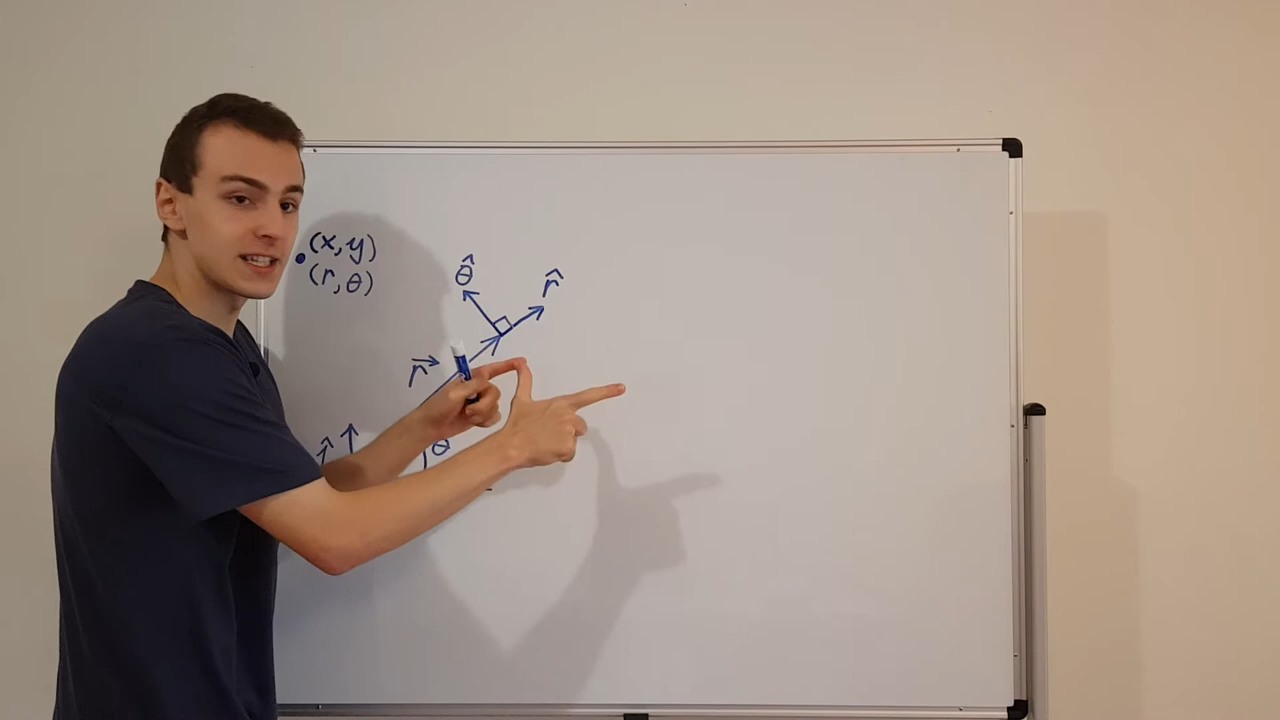 (x, y)
(r, θ)
θ̂
r̂
r⃗
θ